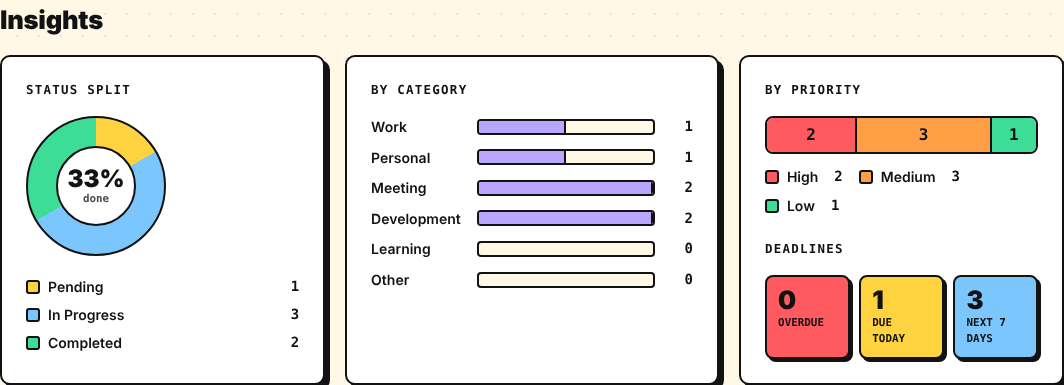 Insights
STATUS SPLIT
33%
done
Pending 1
In Progress 3
Completed 2
BY CATEGORY
Work 1
Personal 1
Meeting 2
Development 2
Learning 0
Other 0
BY PRIORITY
2 3 1
High 2 Medium 3
Low 1
DEADLINES
0
OVERDUE
1
DUE
TODAY
3
NEXT 7
DAYS